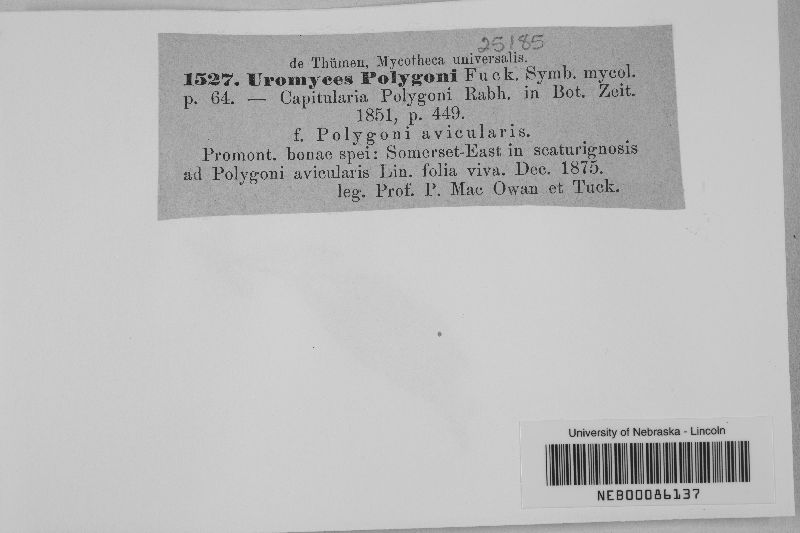 25185
de Thümen, Mycotheca universalis.
1527. Uromyces Polygoni Fuck. Symb. mycol.
p. 64. — Capitularia Polygoni Rabh. in Bot. Zeit.
1851, p. 449.
f. Polygoni avicularis.
Promont. bonae spei: Somerset-East in scaturignosis
ad Polygoni avicularis Lin. folia viva. Dec. 1875.
leg. Prof. P. Mac Owan et Tuck.
University of Nebraska - Lincoln
NEB00086137